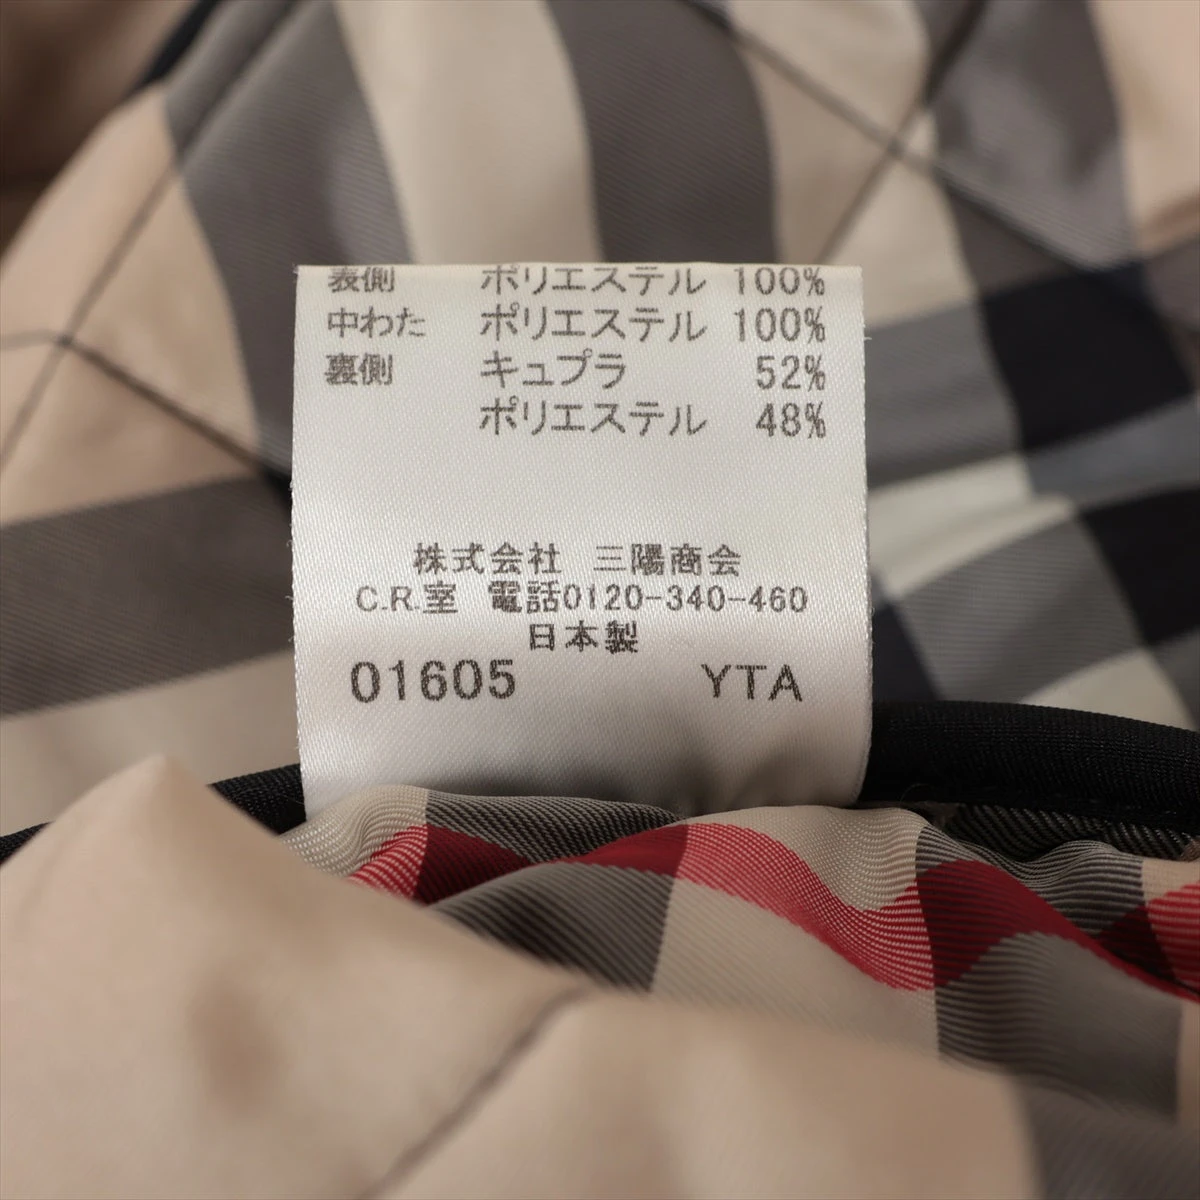 表側 ポリエステル 100%
中わた ポリエステル 100%
裏側 キュプラ 52%
ポリエステル 48%
株式会社 三陽商会
C.R.室 電話0120-340-460
日本製
01605 YTA